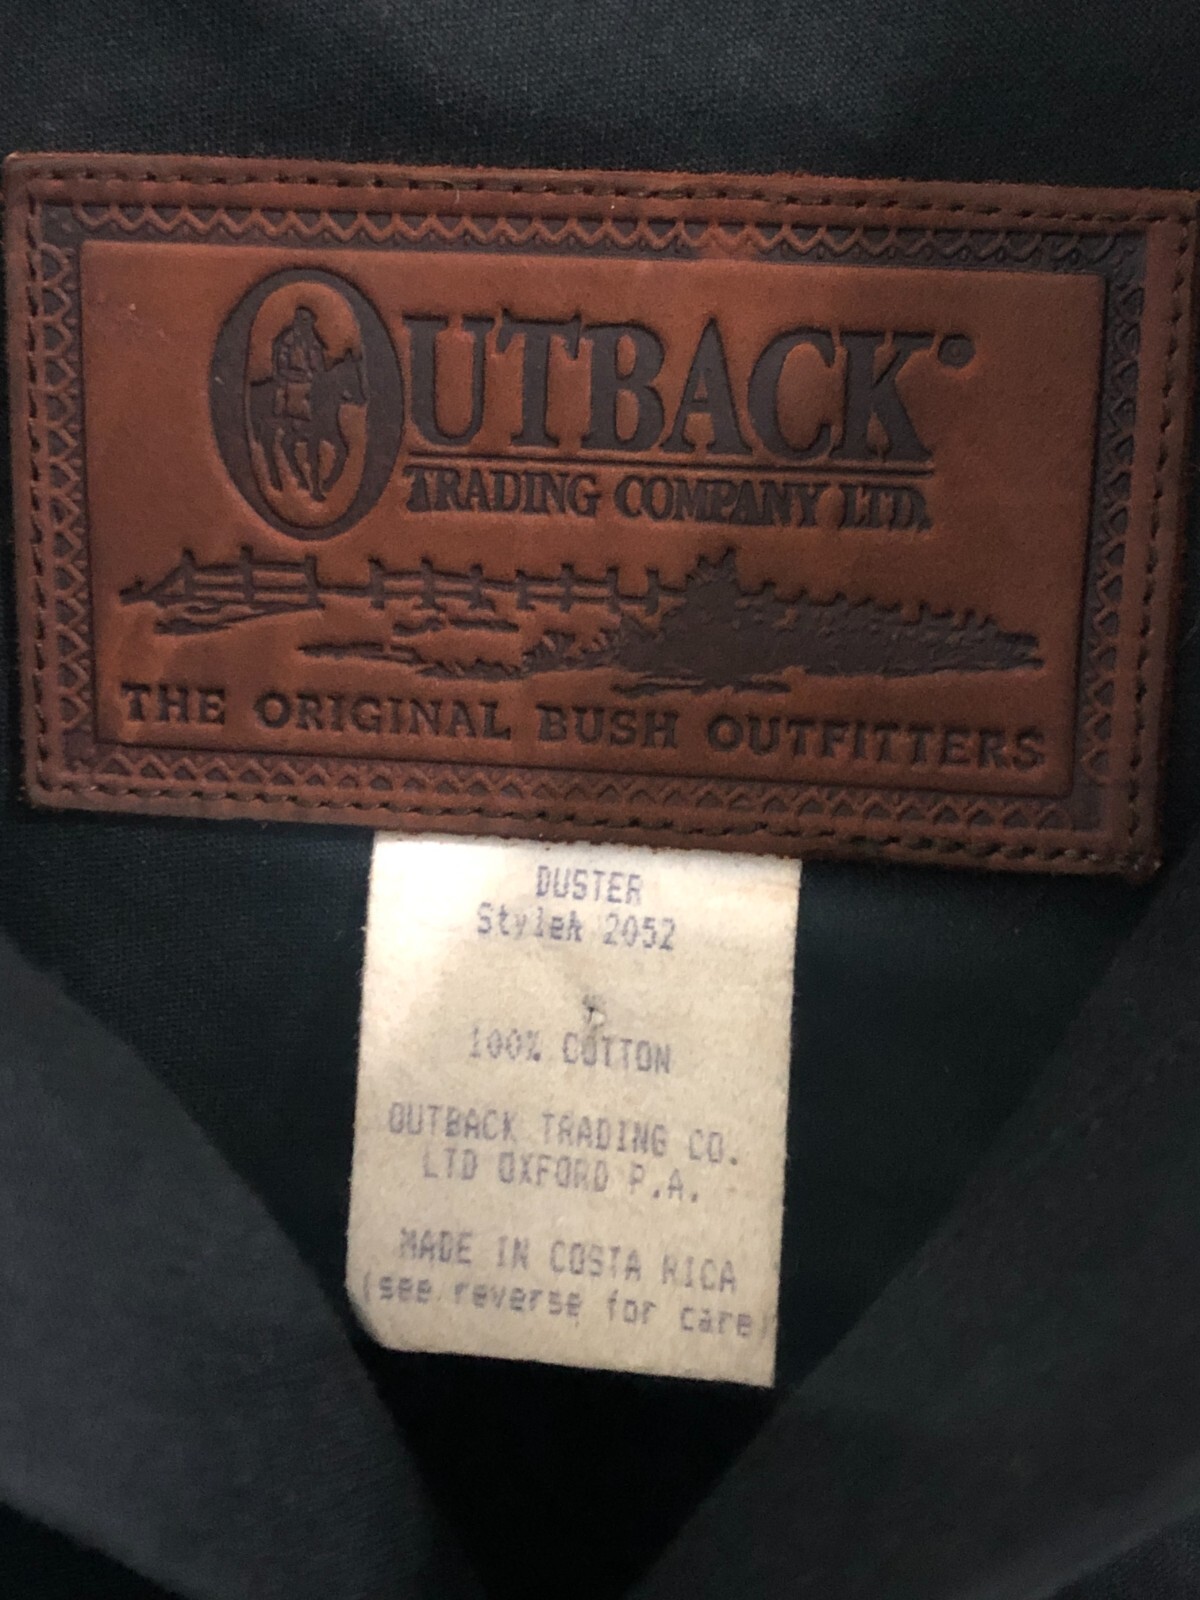 OUTBACK®
TRADING COMPANY LTD.
THE ORIGINAL BUSH OUTFITTERS
DUSTER
Style# 2052
100% COTTON
OUTBACK TRADING CO.
LTD OXFORD P.A.
MADE IN COSTA RICA
(see reverse for care)